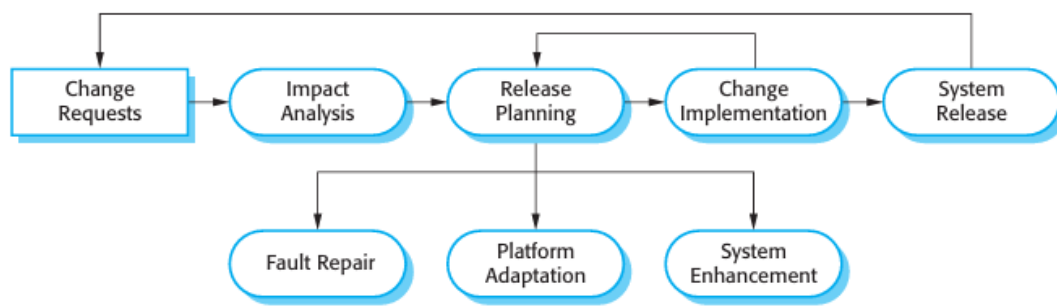 Change
Requests
Impact
Analysis
Release
Planning
Change
Implementation
System
Release
Fault Repair
Platform
Adaptation
System
Enhancement